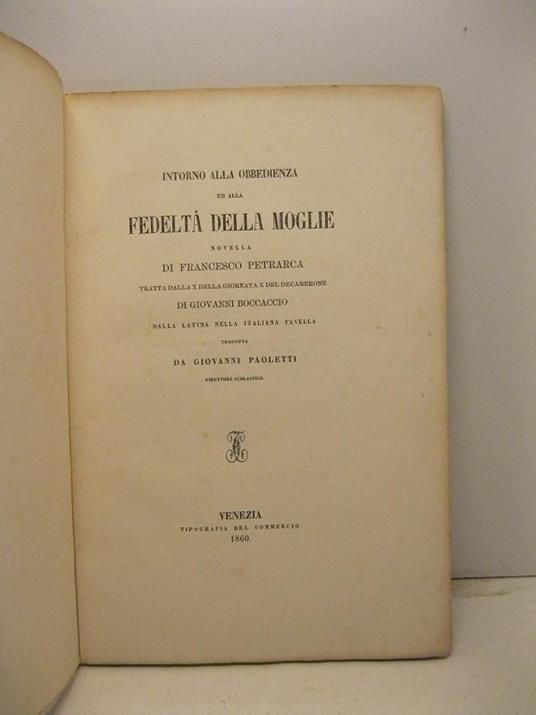 INTORNO ALLA OBBEDIENZA
ED ALLA
FEDELTÀ DELLA MOGLIE
NOVELLA
DI FRANCESCO PETRARCA
TRATTA DALLA X DELLA GIORNATA X DEL DECAMERONE
DI GIOVANNI BOCCACCIO
DALLA LATINA NELLA ITALIANA FAVELLA
TRADOTTA
DA GIOVANNI PAOLETTI
DIRETTORE SCOLASTICO.
VENEZIA
TIPOGRAFIA DEL COMMERCIO
1860.